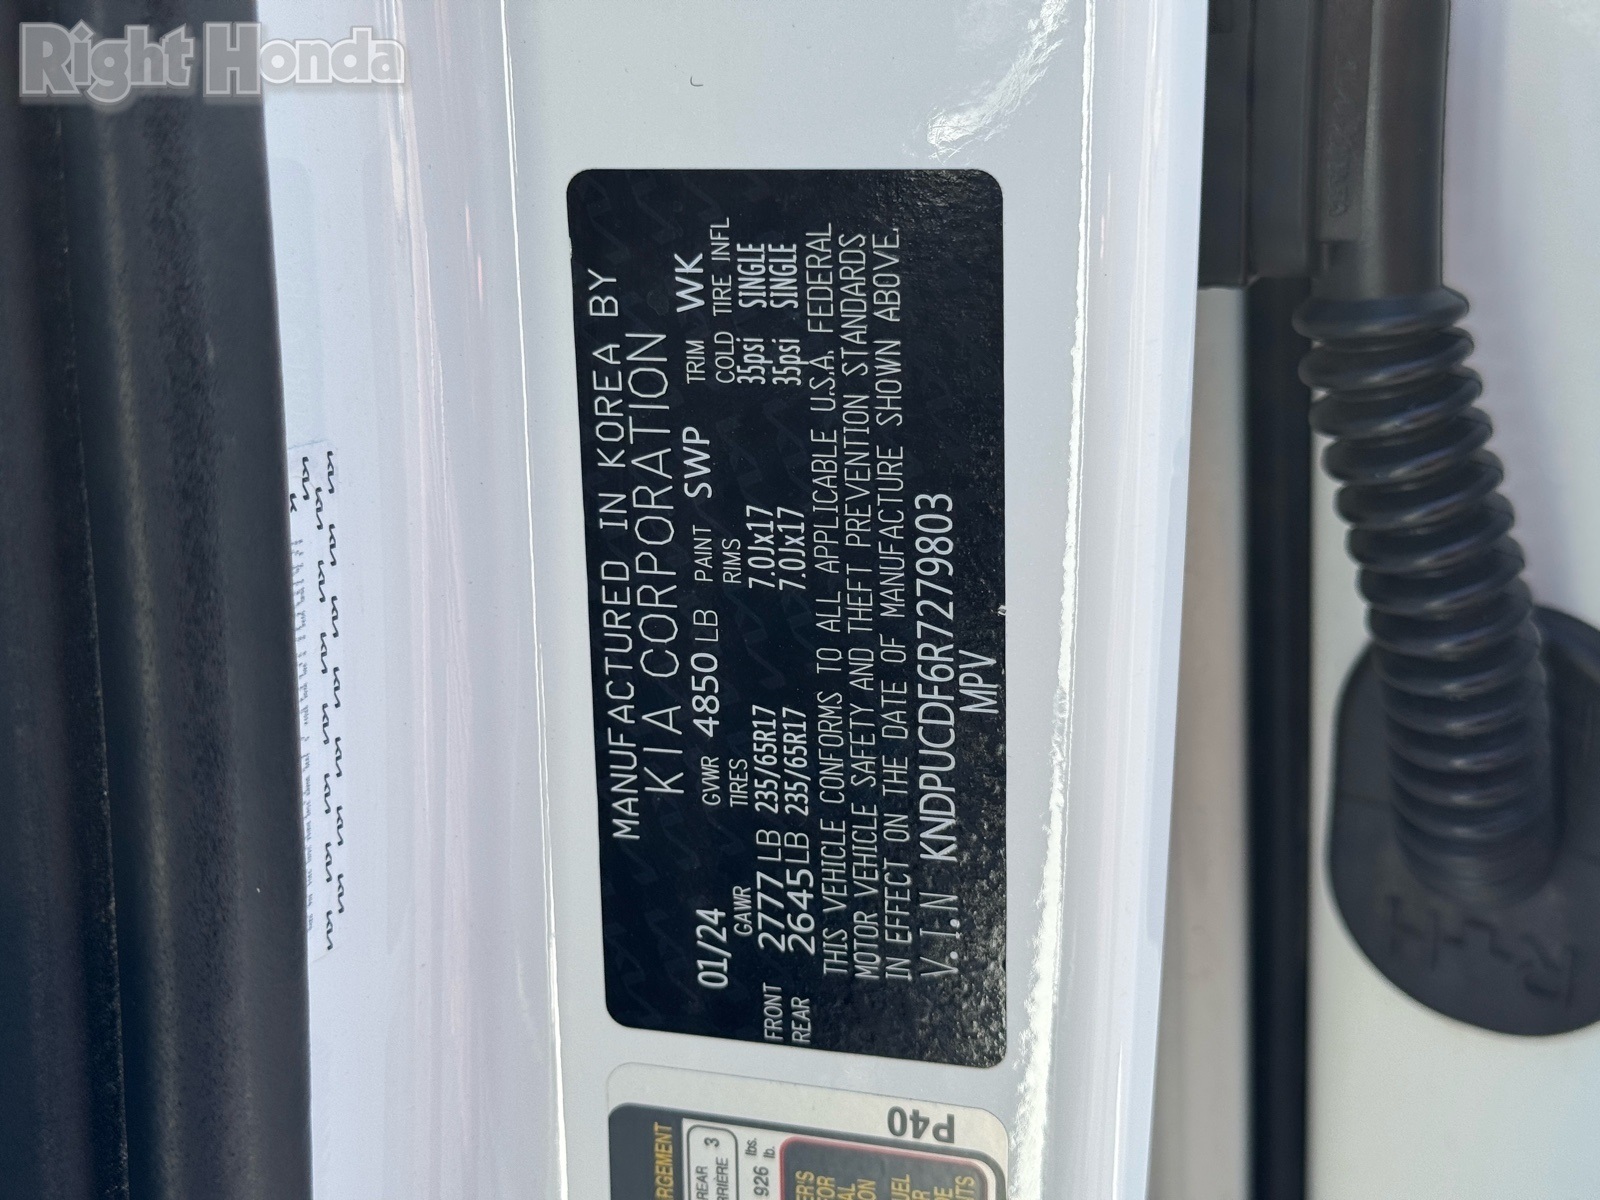 Right Honda
MANUFACTURED IN KOREA BY
KIA CORPORATION
01/24 GVWR 4850 LB PAINT SWP TRIM WK
GAWR TIRES RIMS COLD TIRE INFL
FRONT 2777 LB 235/65R17 7.0Jx17 35psi SINGLE
REAR 2645LB 235/65R17 7.0Jx17 35psi SINGLE
THIS VEHICLE CONFORMS TO ALL APPLICABLE U.S.A. FEDERAL
MOTOR VEHICLE SAFETY AND THEFT PREVENTION STANDARDS
IN EFFECT ON THE DATE OF MANUFACTURE SHOWN ABOVE.
V.I.N KNDPUCDF6R7279803
MPV
P40
REAR 3
926 lbs.
R-H